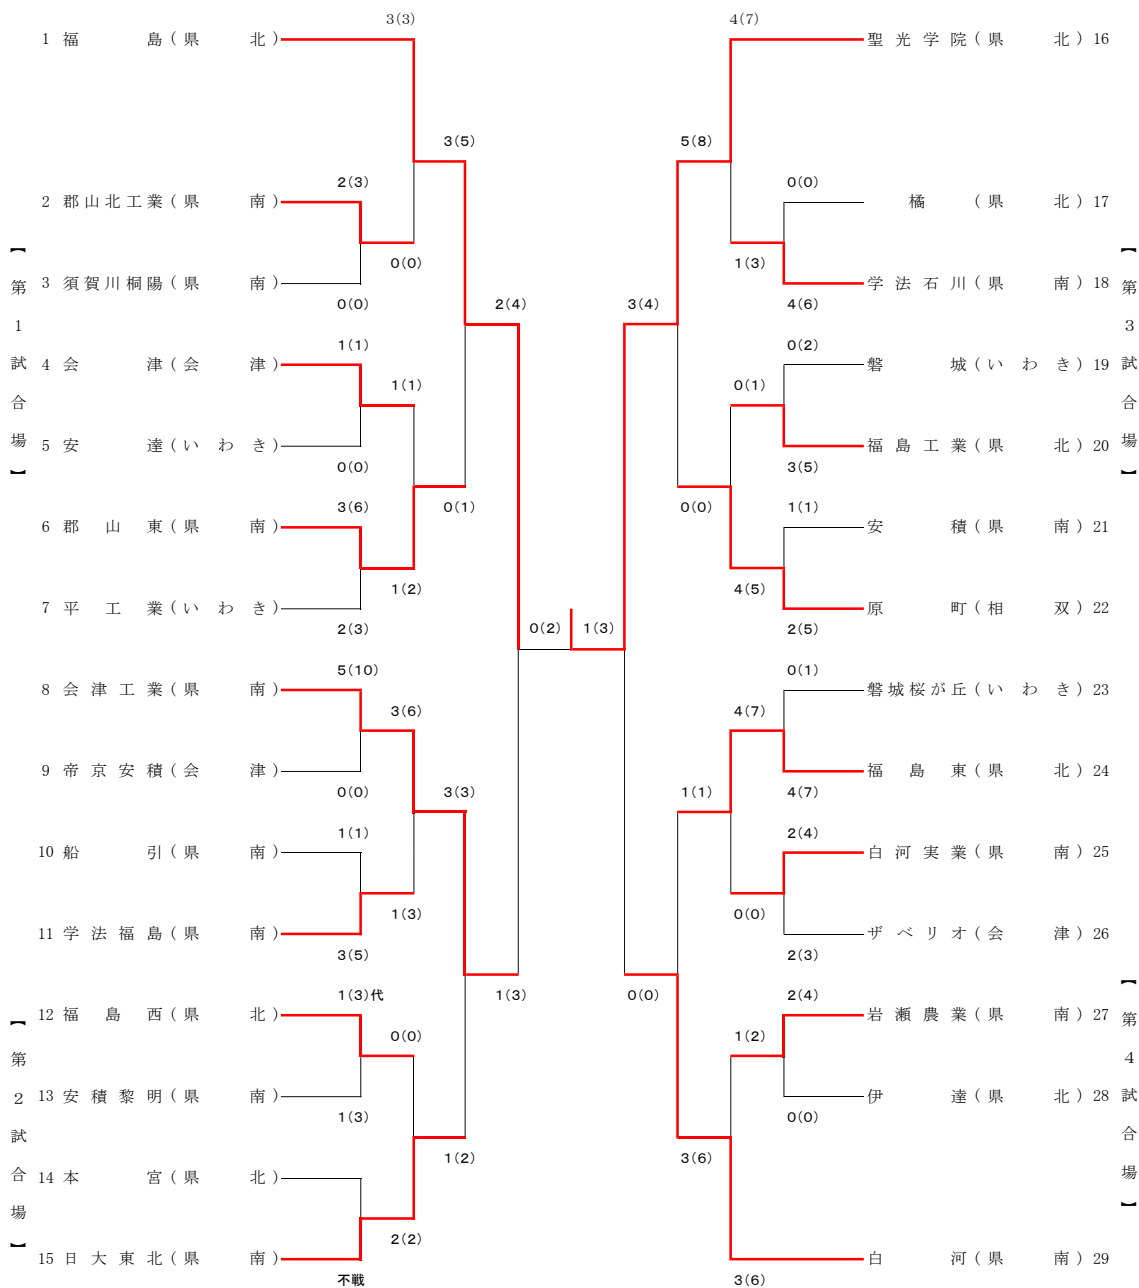 3(3)
4(7)
1 福島(県北)
聖光学院(県北) 16
3(5)
5(8)
2(3)
0(0)
2 郡山北工業(県南)
橘(県北) 17
0(0)
1(3)
3 須賀川桐陽(県南)
学法石川(県南) 18
0(0)
2(4)
3(4)
4(6)
1(1)
0(2)
4 会津(会津)
磐城(いわき) 19
1(1)
0(1)
5 安達(いわき)
福島工業(県北) 20
0(0)
3(5)
3(6)
0(1)
0(0)
1(1)
6 郡山東(県南)
安積(県南) 21
1(2)
4(5)
7 平工業(いわき)
原町(相双) 22
2(3)
0(2)
1(3)
2(5)
5(10)
0(1)
8 会津工業(県南)
磐城桜が丘(いわき) 23
3(6)
4(7)
9 帝京安積(会津)
福島東(県北) 24
0(0)
3(3)
1(1)
4(7)
1(1)
2(4)
10 船引(県南)
白河実業(県南) 25
1(3)
0(0)
11 学法福島(県南)
ザベリオ(会津) 26
3(5)
2(3)
1(3)代
1(3)
0(0)
2(4)
12 福島西(県北)
岩瀬農業(県南) 27
0(0)
1(2)
13 安積黎明(県南)
伊達(県北) 28
1(3)
0(0)
1(2)
3(6)
14 本宮(県北)
2(2)
15 日大東北(県南)
白河(県南) 29
不戦
3(6)
【第1試合場】
【第2試合場】
【第3試合場】
【第4試合場】